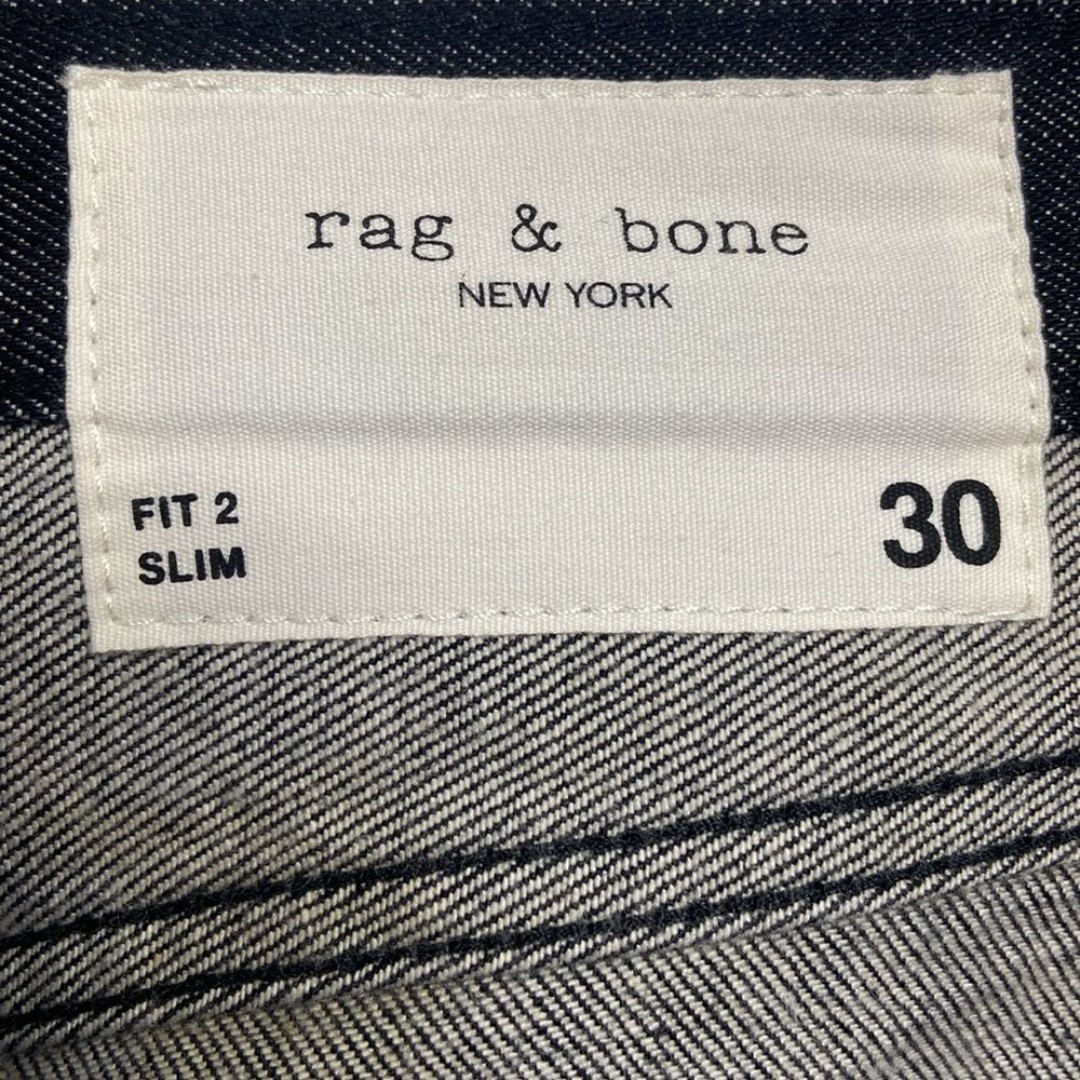 rag & bone
NEW YORK
FIT 2
SLIM
30